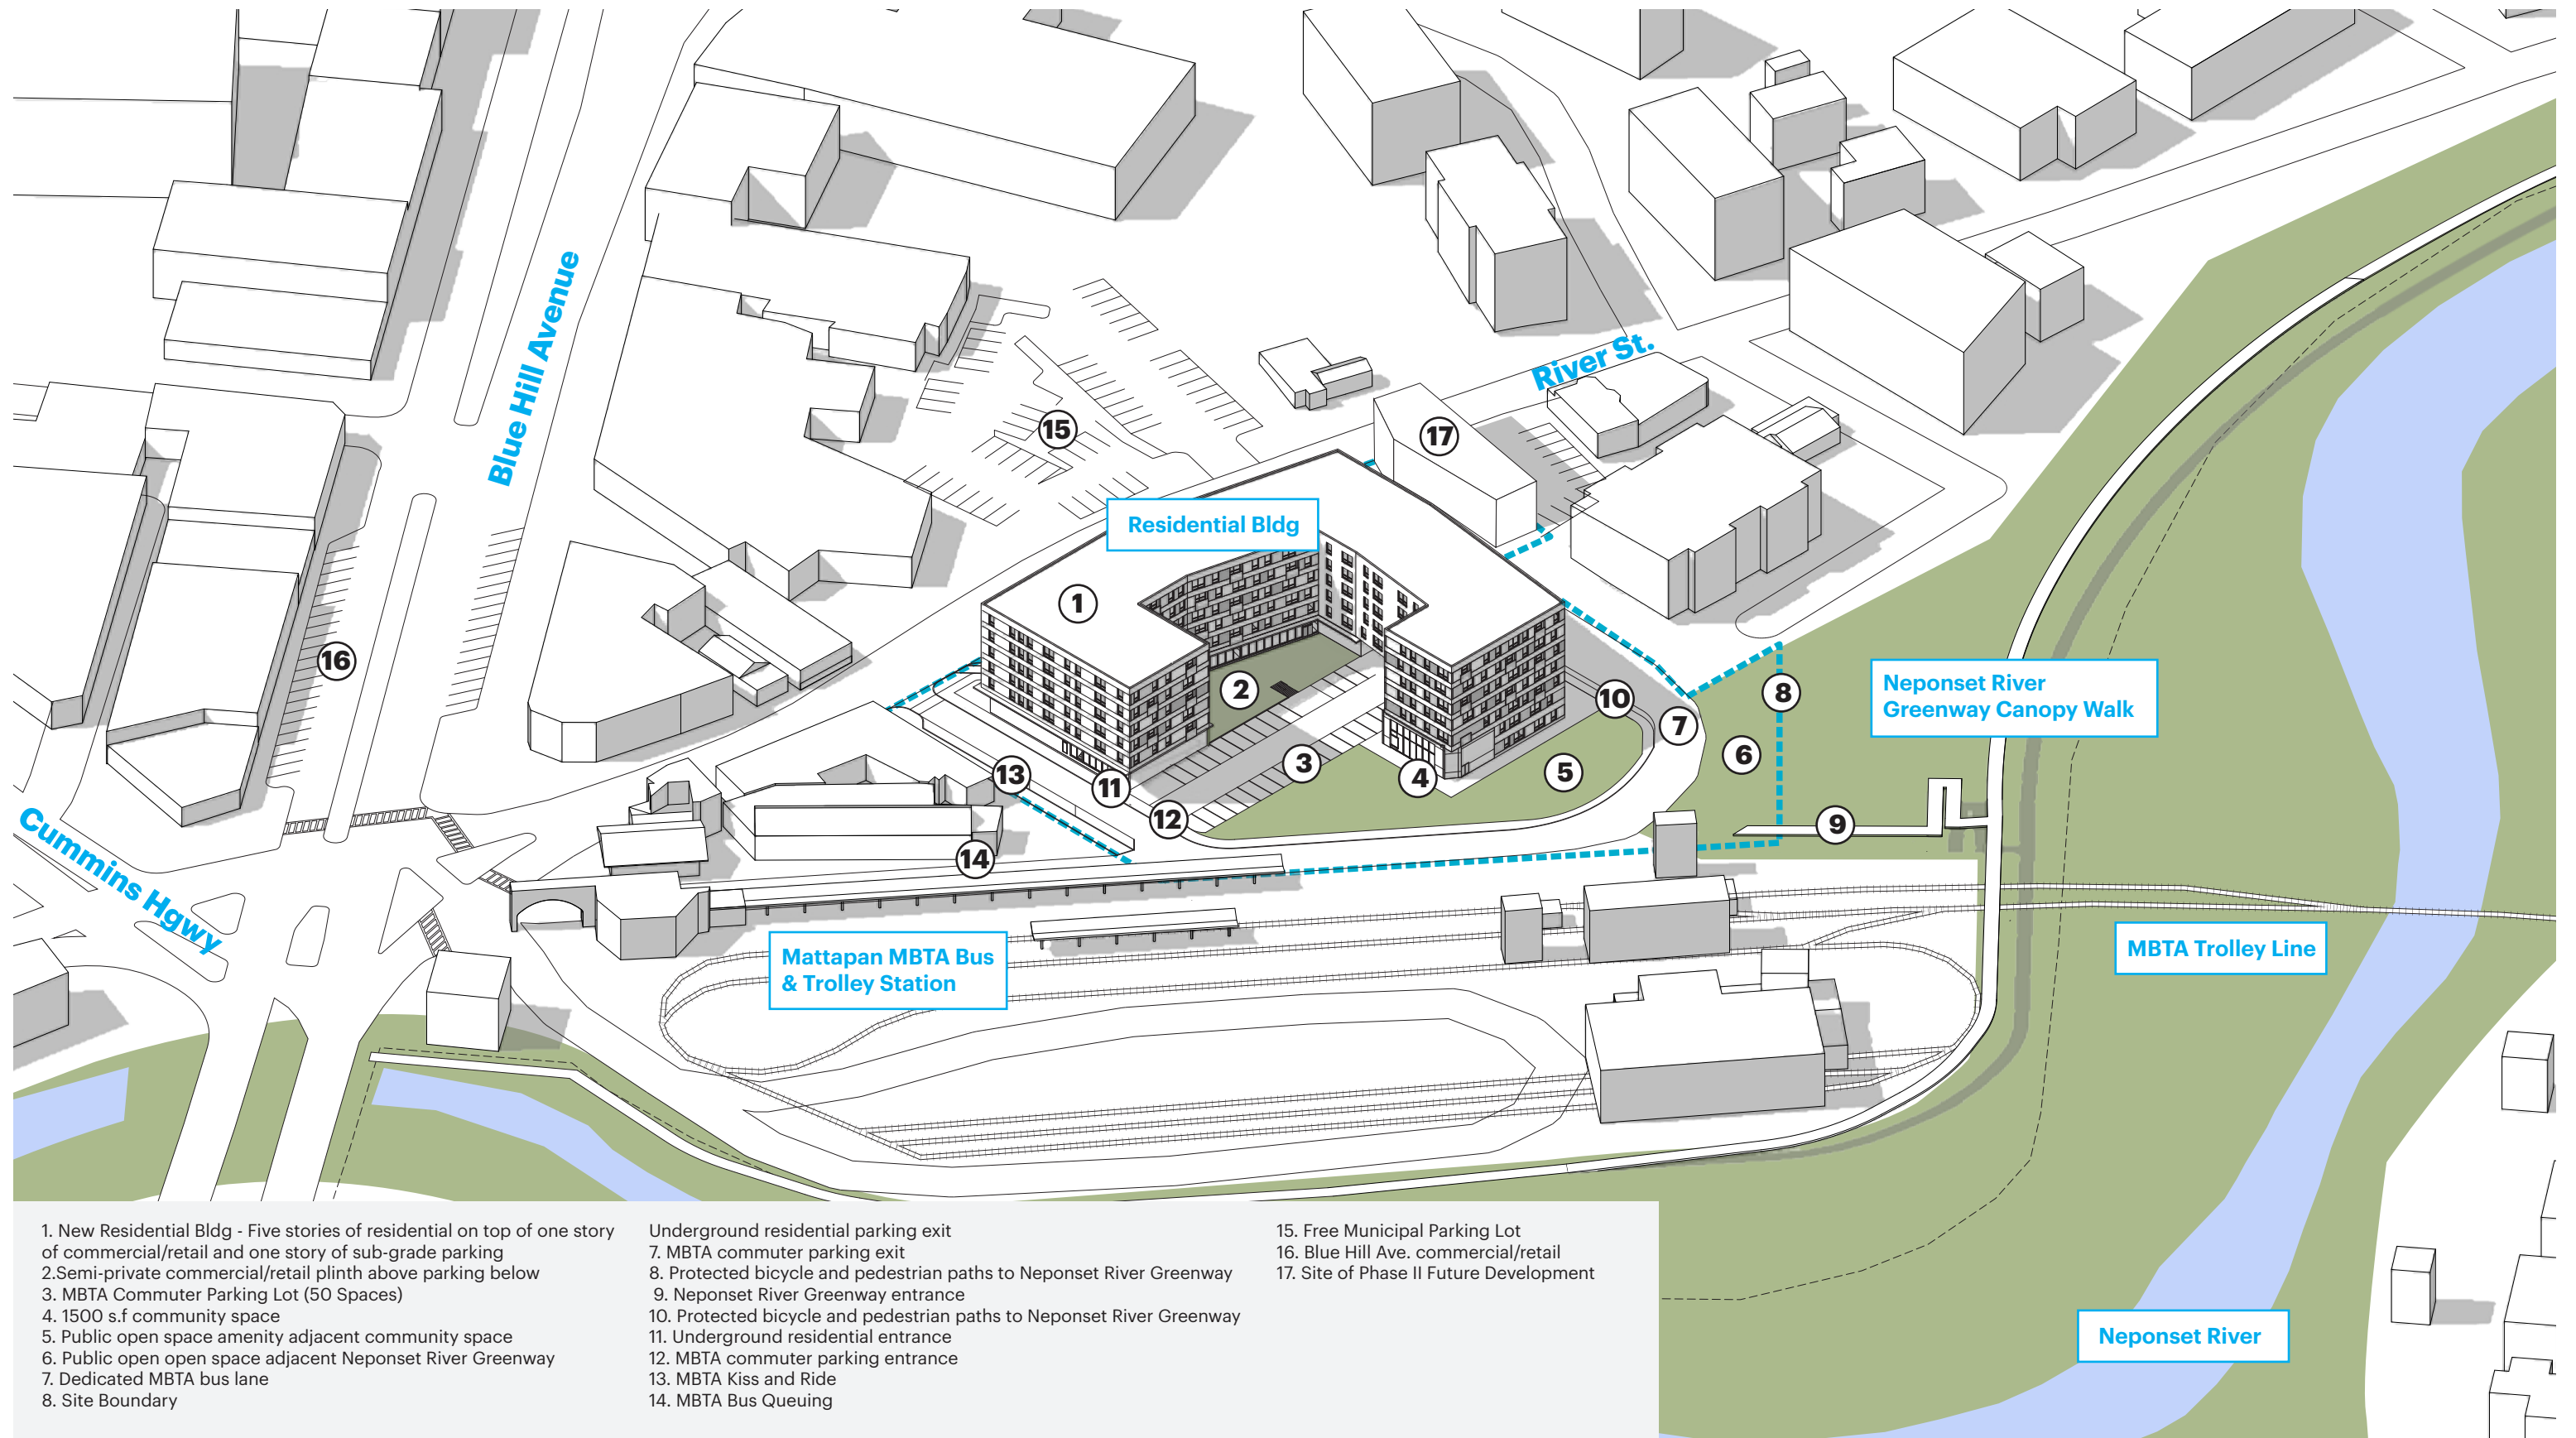 Blue Hill Avenue
River St.
15
17
Residential Bldg
1
16
2
10
7
8
Neponset River
Greenway Canopy Walk
6
3
4
5
13
11
12
9
14
Cummins Hgwy
Mattapan MBTA Bus
& Trolley Station
MBTA Trolley Line
Neponset River
1. New Residential Bldg - Five stories of residential on top of one story
of commercial/retail and one story of sub-grade parking
2.Semi-private commercial/retail plinth above parking below
3. MBTA Commuter Parking Lot (50 Spaces)
4. 1500 s.f community space
5. Public open space amenity adjacent community space
6. Public open open space adjacent Neponset River Greenway
7. Dedicated MBTA bus lane
8. Site Boundary
Underground residential parking exit
7. MBTA commuter parking exit
8. Protected bicycle and pedestrian paths to Neponset River Greenway
9. Neponset River Greenway entrance
10. Protected bicycle and pedestrian paths to Neponset River Greenway
11. Underground residential entrance
12. MBTA commuter parking entrance
13. MBTA Kiss and Ride
14. MBTA Bus Queuing
15. Free Municipal Parking Lot
16. Blue Hill Ave. commercial/retail
17. Site of Phase II Future Development